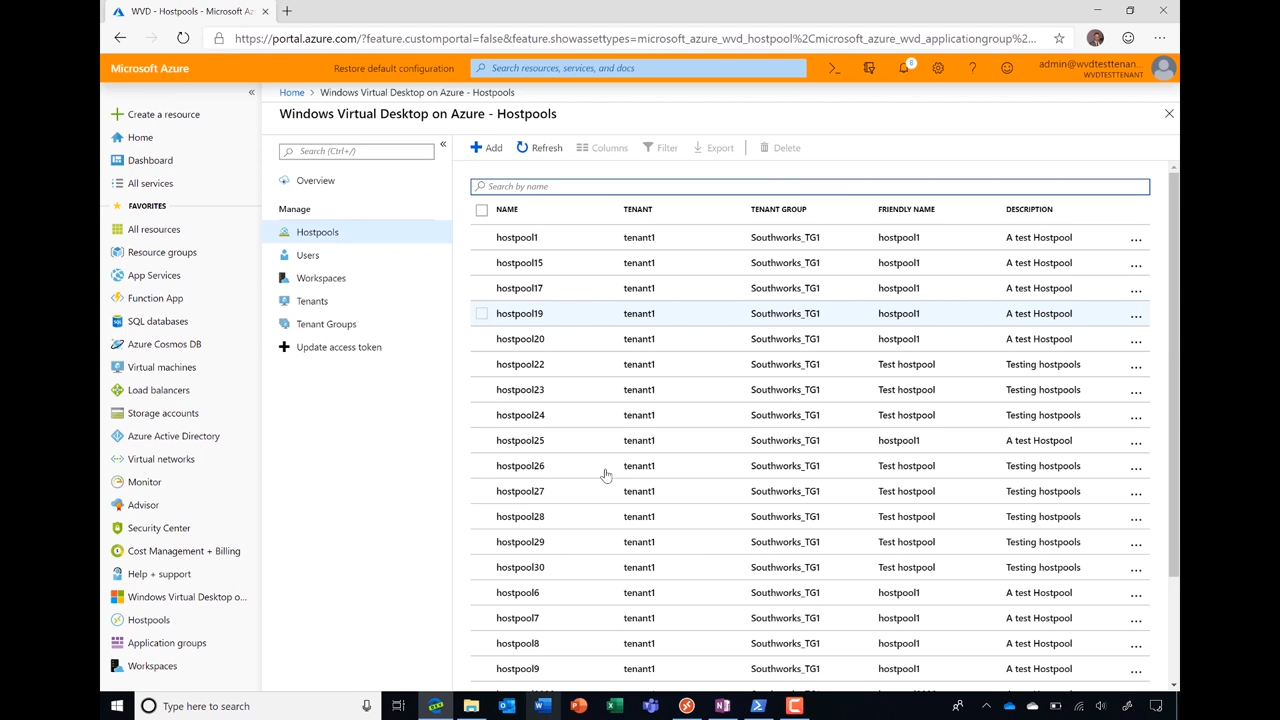 WVD - Hostpools - Microsoft Az
https://portal.azure.com/?feature.customportal=false&feature.showassettypes=microsoft_azure_wvd_hostpool%2Cmicrosoft_azure_wvd_applicationgroup%2...
Microsoft Azure Restore default configuration Search resources, services, and docs 8 admin@wvdtesttenan...
WVDTESTTENANT
Home Windows Virtual Desktop on Azure - Hostpools
Windows Virtual Desktop on Azure - Hostpools
Create a resource
Home
Dashboard
All services
FAVORITES
All resources
Resource groups
App Services
Function App
SQL databases
Azure Cosmos DB
Virtual machines
Load balancers
Storage accounts
Azure Active Directory
Virtual networks
Monitor
Advisor
Security Center
Cost Management + Billing
Help + support
Windows Virtual Desktop o...
Hostpools
Application groups
Workspaces
Search (Ctrl+/)
Overview
Manage
Hostpools
Users
Workspaces
Tenants
Tenant Groups
Update access token
Add Refresh Columns Filter Export Delete
Search by name
NAME TENANT TENANT GROUP FRIENDLY NAME DESCRIPTION
hostpool1 tenant1 Southworks_TG1 hostpool1 A test Hostpool ...
hostpool15 tenant1 Southworks_TG1 hostpool1 A test Hostpool ...
hostpool17 tenant1 Southworks_TG1 hostpool1 A test Hostpool ...
hostpool19 tenant1 Southworks_TG1 hostpool1 A test Hostpool ...
hostpool20 tenant1 Southworks_TG1 hostpool1 A test Hostpool ...
hostpool22 tenant1 Southworks_TG1 Test hostpool Testing hostpools ...
hostpool23 tenant1 Southworks_TG1 Test hostpool Testing hostpools ...
hostpool24 tenant1 Southworks_TG1 Test hostpool Testing hostpools ...
hostpool25 tenant1 Southworks_TG1 hostpool1 A test Hostpool ...
hostpool26 tenant1 Southworks_TG1 Test hostpool Testing hostpools ...
hostpool27 tenant1 Southworks_TG1 Test hostpool Testing hostpools ...
hostpool28 tenant1 Southworks_TG1 Test hostpool Testing hostpools ...
hostpool29 tenant1 Southworks_TG1 Test hostpool Testing hostpools ...
hostpool30 tenant1 Southworks_TG1 Test hostpool Testing hostpools ...
hostpool6 tenant1 Southworks_TG1 hostpool1 A test Hostpool ...
hostpool7 tenant1 Southworks_TG1 hostpool1 A test Hostpool ...
hostpool8 tenant1 Southworks_TG1 hostpool1 A test Hostpool ...
hostpool9 tenant1 Southworks_TG1 hostpool1 A test Hostpool ...
Type here to search